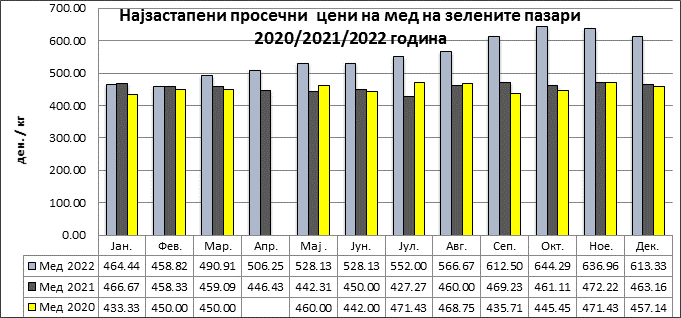 Најзастапени просечни цени на мед на зелените пазари
2020/2021/2022 година
ден. / кг
700.00
600.00
500.00
400.00
300.00
200.00
100.00
0.00
Јан. Фев. Мар. Апр. Мај . Јун. Јул. Авг. Сеп. Окт. Ное. Дек.
Мед 2022 464.44 458.82 490.91 506.25 528.13 528.13 552.00 566.67 612.50 644.29 636.96 613.33
Мед 2021 466.67 458.33 459.09 446.43 442.31 450.00 427.27 460.00 469.23 461.11 472.22 463.16
Мед 2020 433.33 450.00 450.00 460.00 442.00 471.43 468.75 435.71 445.45 471.43 457.14